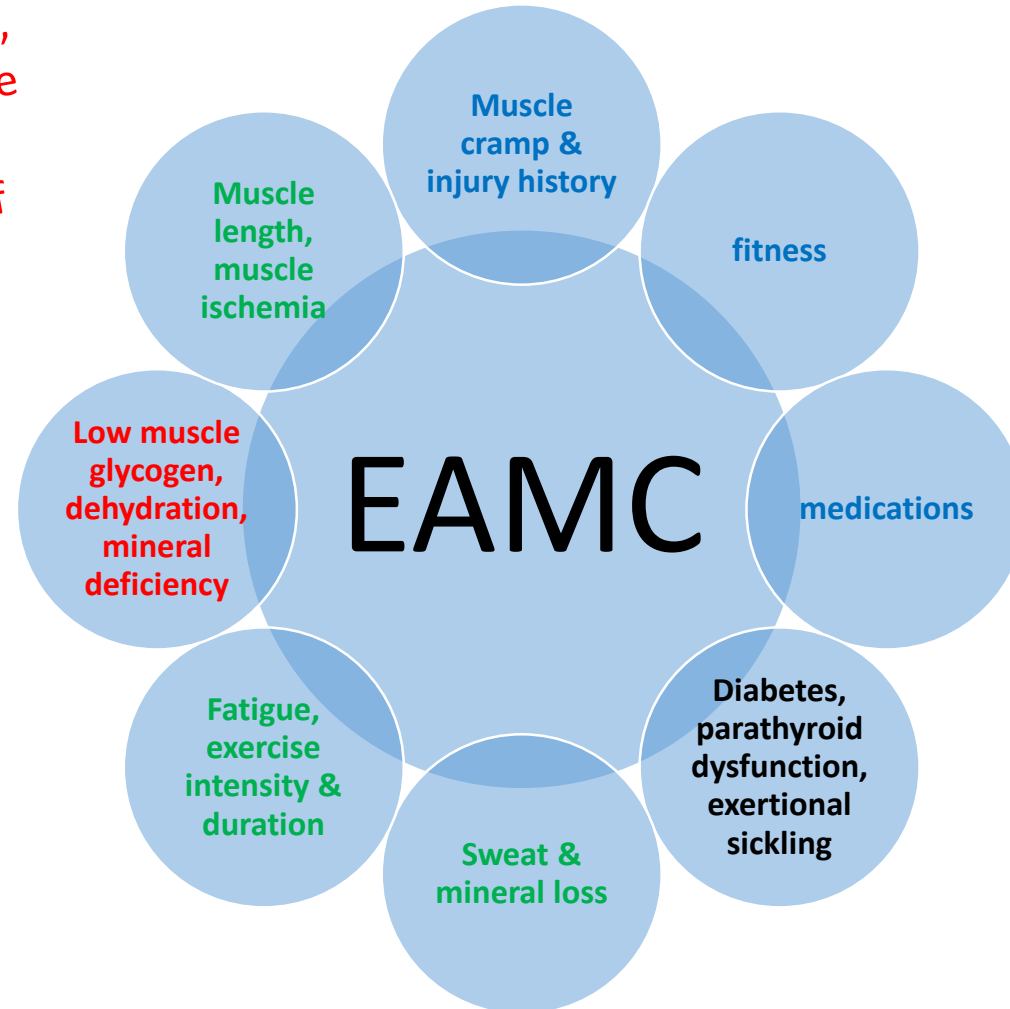 ,
e
Muscle
cramp &
injury history
fitness
medications
Diabetes,
parathyroid
dysfunction,
exertional
sickling
Sweat &
mineral loss
Fatigue,
exercise
intensity &
duration
Low muscle
glycogen,
dehydration,
mineral
deficiency
Muscle
length,
muscle
ischemia
EAMC